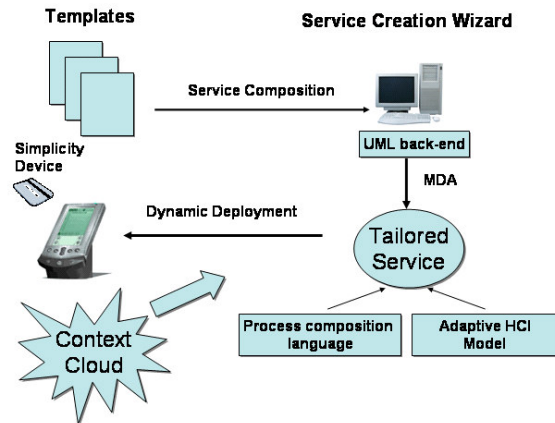 Templates
Service Creation Wizard
Service Composition
UML back-end
Simplicity
Device
MDA
Dynamic Deployment
Tailored
Service
Context
Cloud
Process composition
language
Adaptive HCI
Model